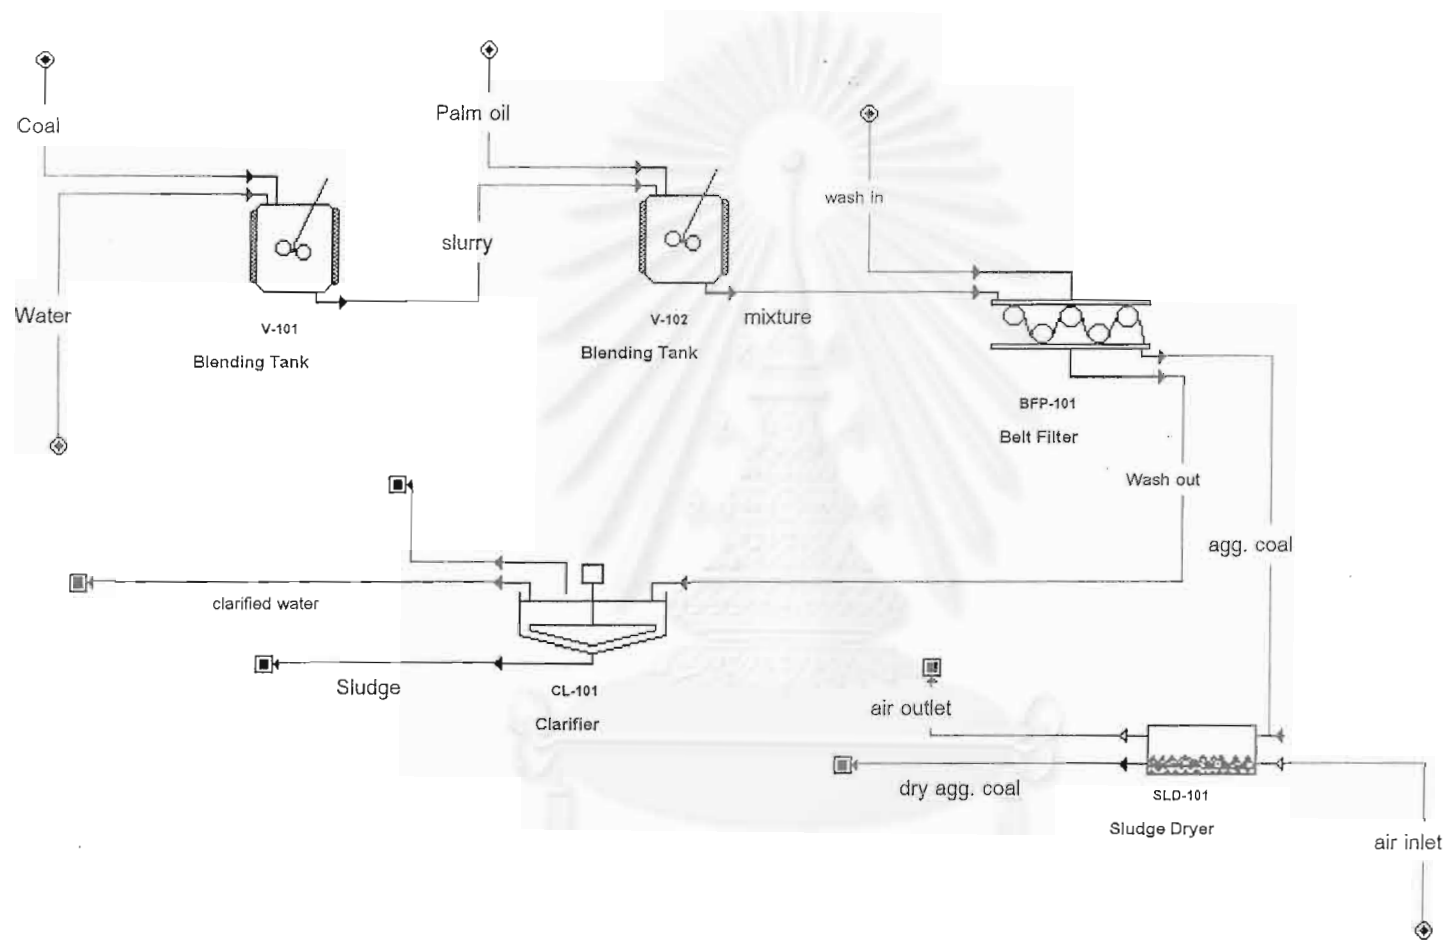 Coal
Palm oil
wash in
slurry
Water
V-101
Blending Tank
V-102
Blending Tank
mixture
BFP-101
Belt Filter
Wash out
agg. coal
clarified water
Sludge
CL-101
Clarifier
air outlet
dry agg. coal
SLD-101
Sludge Dryer
air inlet